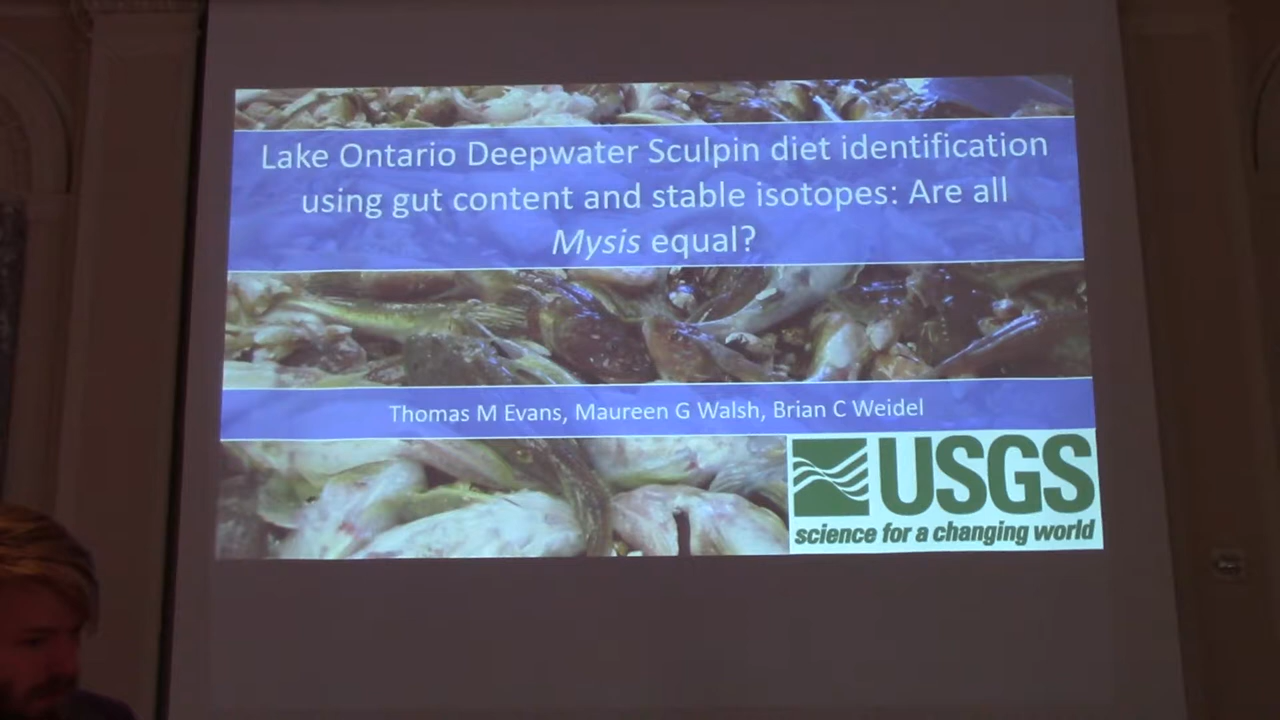 Lake Ontario Deepwater Sculpin diet identification
using gut content and stable isotopes: Are all
Mysis equal?
Thomas M Evans, Maureen G Walsh, Brian C Weidel
USGS
science for a changing world